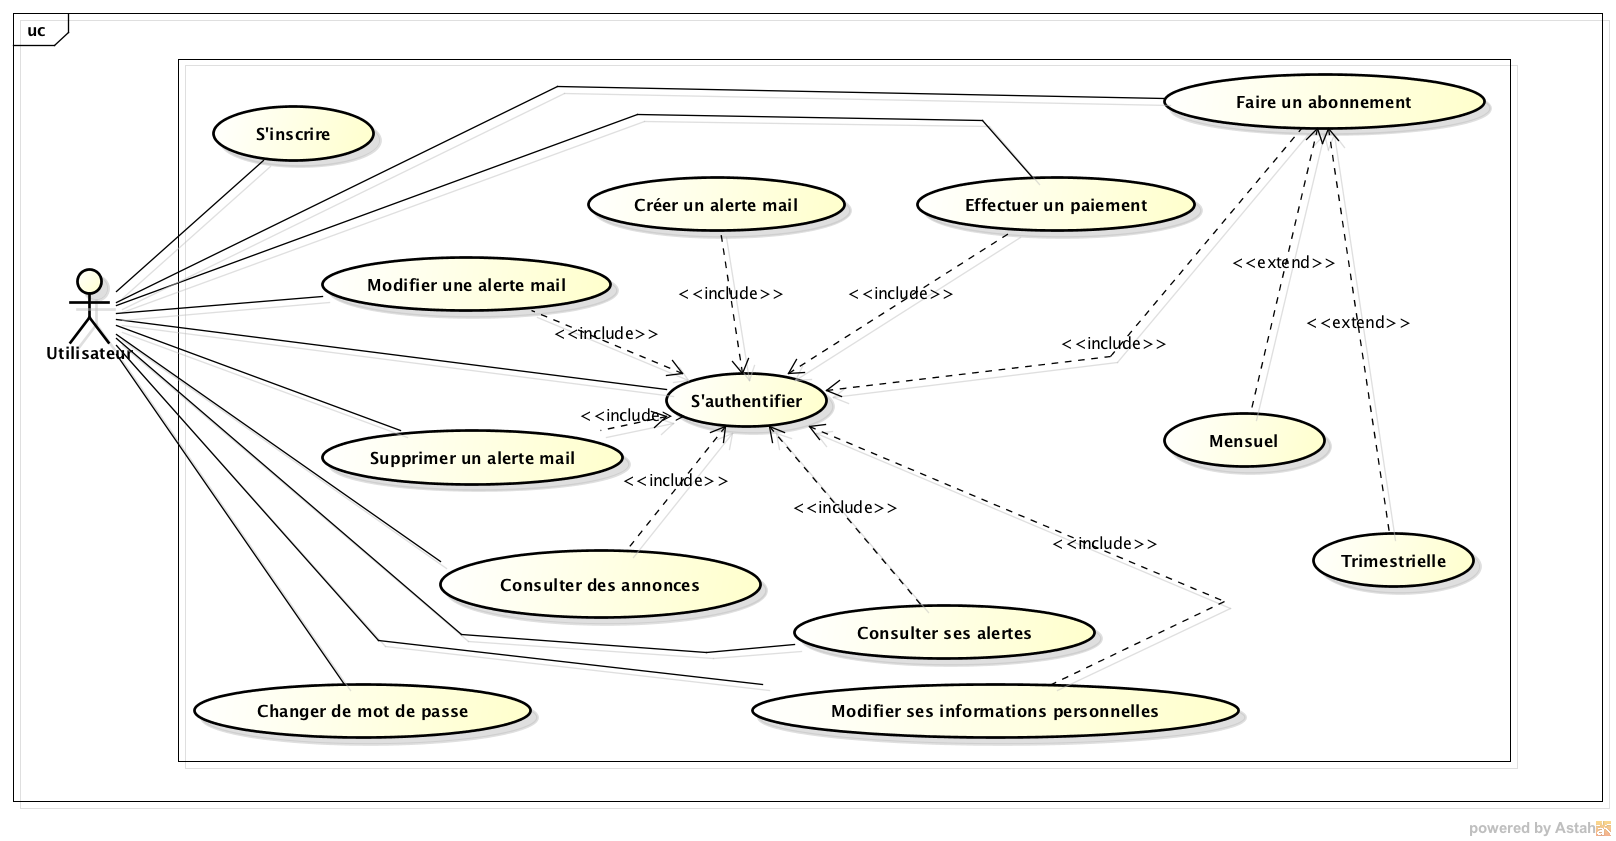 uc
Faire un abonnement
S'inscrire
Créer un alerte mail
Effectuer un paiement
<<extend>>
Modifier une alerte mail
<<include>>
<<include>>
<<extend>>
<<include>>
<<include>>
Utilisateur
S'authentifier
<<include>>
Mensuel
Supprimer un alerte mail
<<include>>
<<include>>
<<include>>
Trimestrielle
Consulter des annonces
Consulter ses alertes
Changer de mot de passe
Modifier ses informations personnelles
powered by Astah